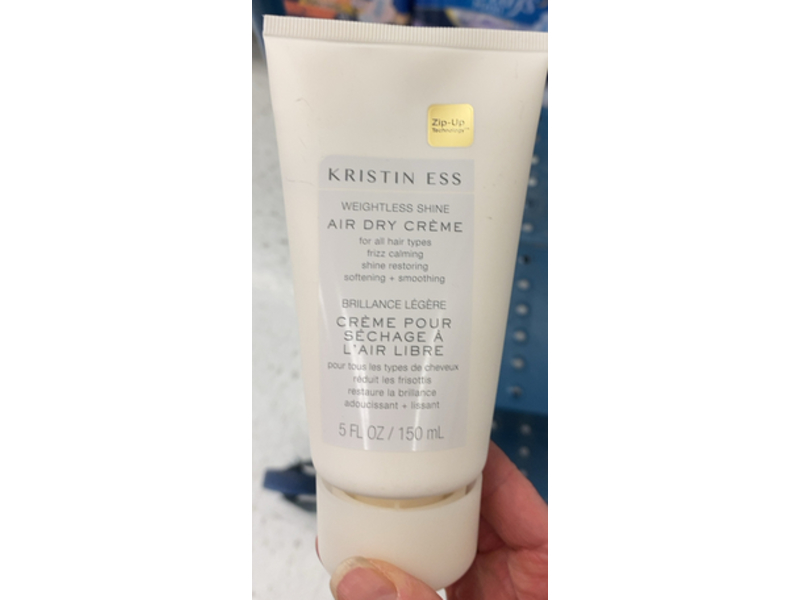 Zip-Up
Technology™
KRISTIN ESS
WEIGHTLESS SHINE
AIR DRY CRÈME
for all hair types
frizz calming
shine restoring
softening + smoothing
BRILLANCE LÉGÈRE
CRÈME POUR
SÉCHAGE À
L'AIR LIBRE
pour tous les types de cheveux
réduit les frisottis
restaure la brillance
adoucissant + lissant
5 FL OZ / 150 mL